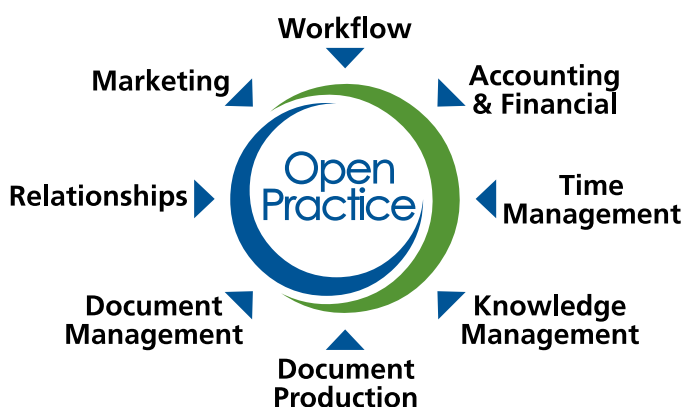 Workflow
Marketing
Accounting
& Financial
Open
Practice
Relationships
Time
Management
Document
Management
Knowledge
Management
Document
Production